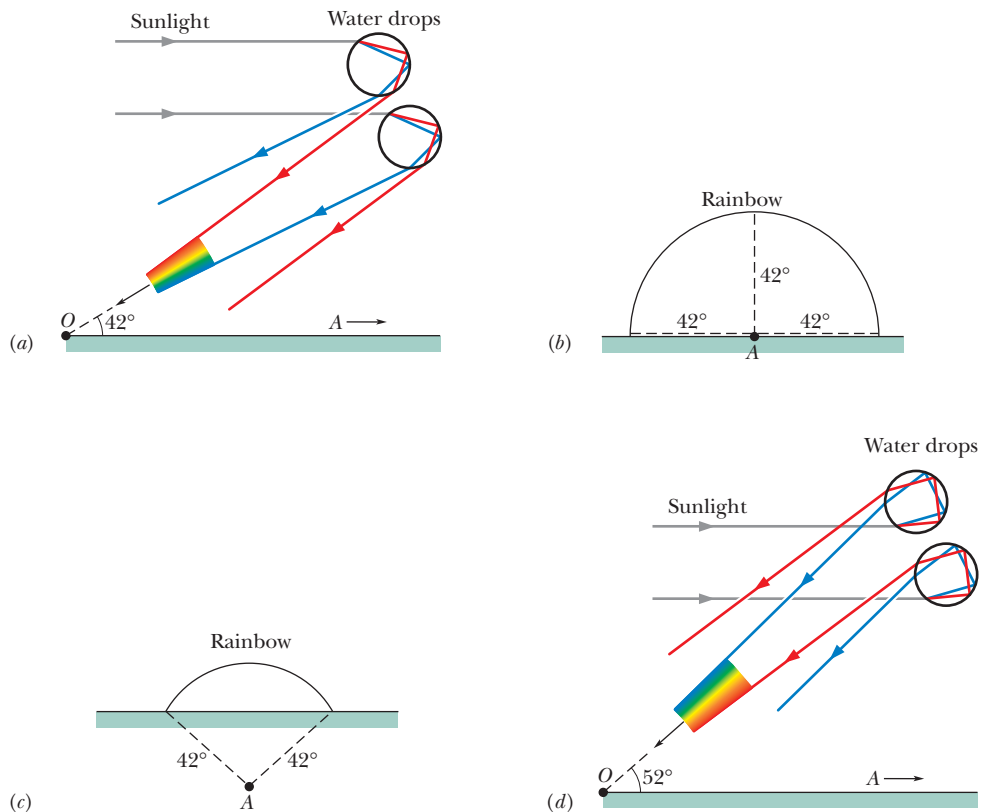 Sunlight
Water drops
O
42°
A
(a)
Rainbow
42°
42°
42°
A
(b)
Rainbow
42°
42°
A
(c)
Water drops
Sunlight
O
52°
A
(d)